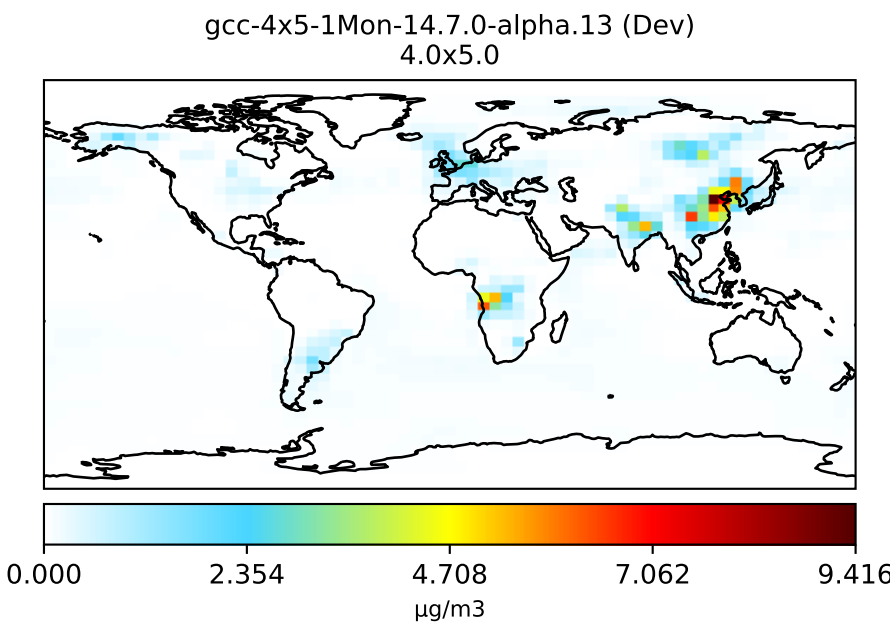 gcc-4x5-1Mon-14.7.0-alpha.13 (Dev)
4.0x5.0
0.000 2.354 4.708 7.062 9.416
μg/m3